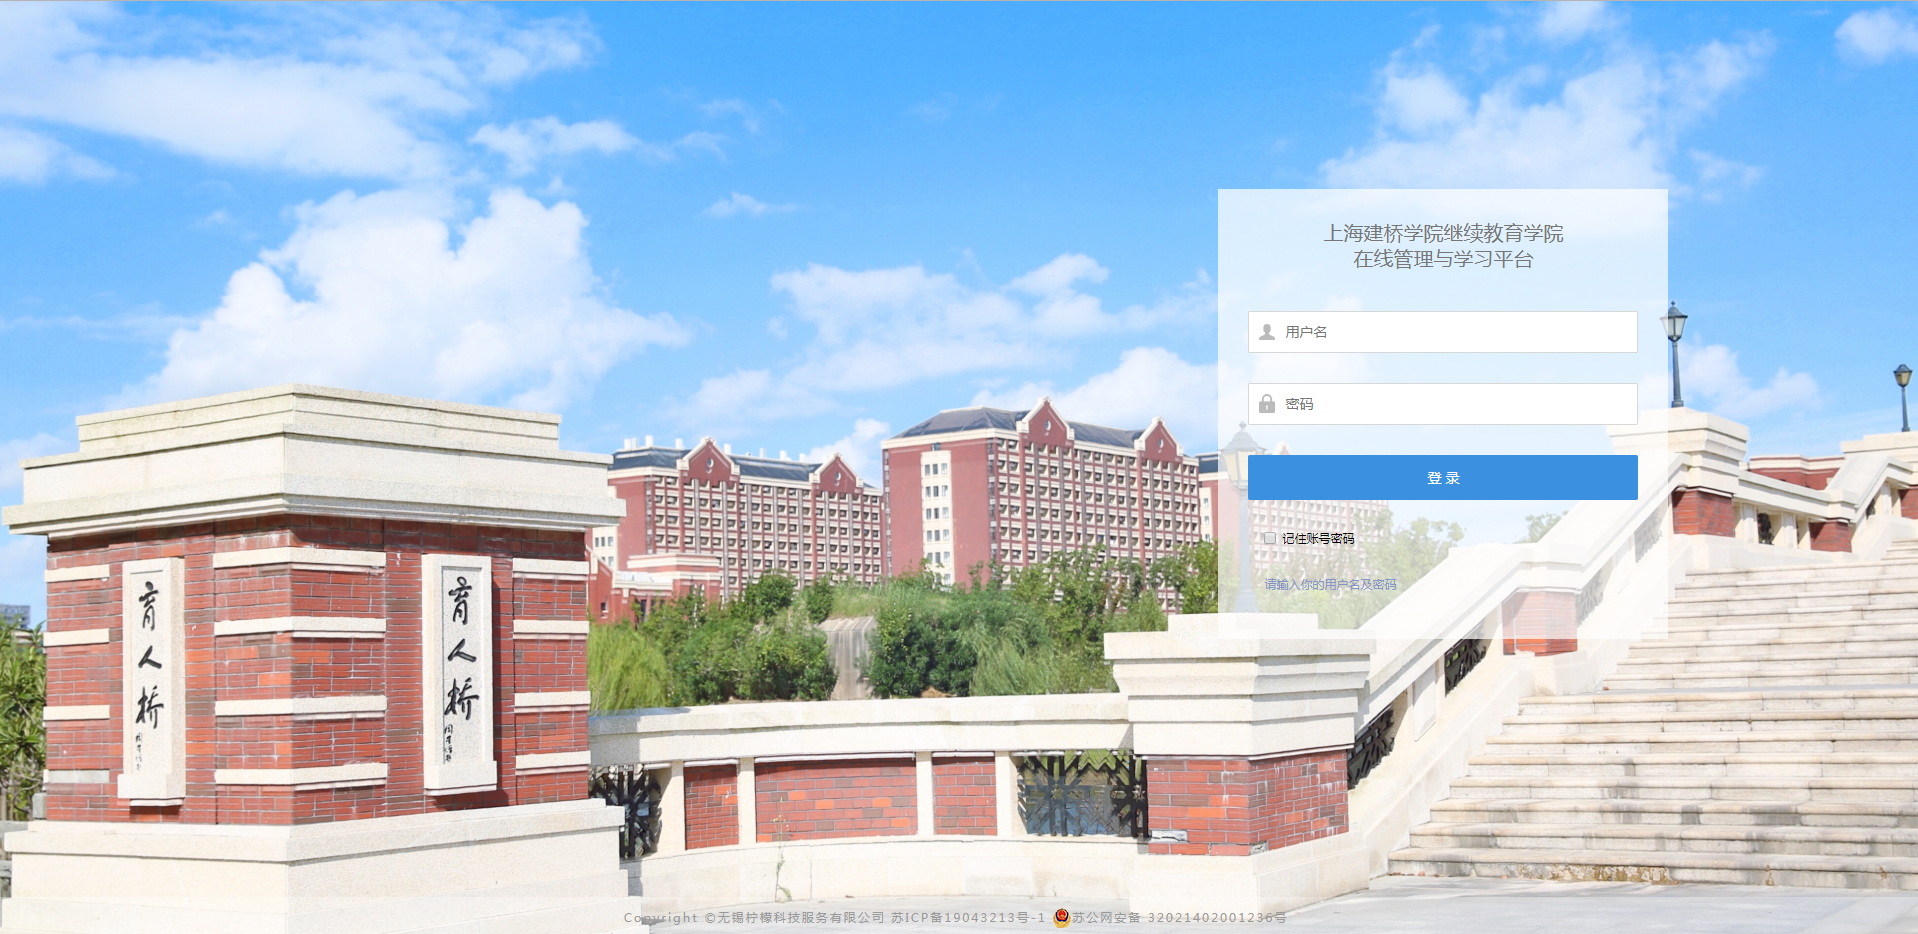 上海建桥学院继续教育学院
在线管理与学习平台
用户名
密码
登录
记住账号密码
请输入你的用户名及密码
育人桥
育人桥
Copyright ©无锡柠檬科技服务有限公司 苏ICP备19043213号-1 苏公网安备 32021402001236号